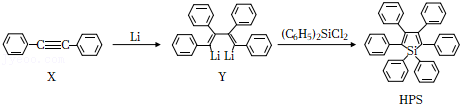 —C≡C—
Li
Li Li
(C₆H₅)₂SiCl₂
Si
X
Y
HPS